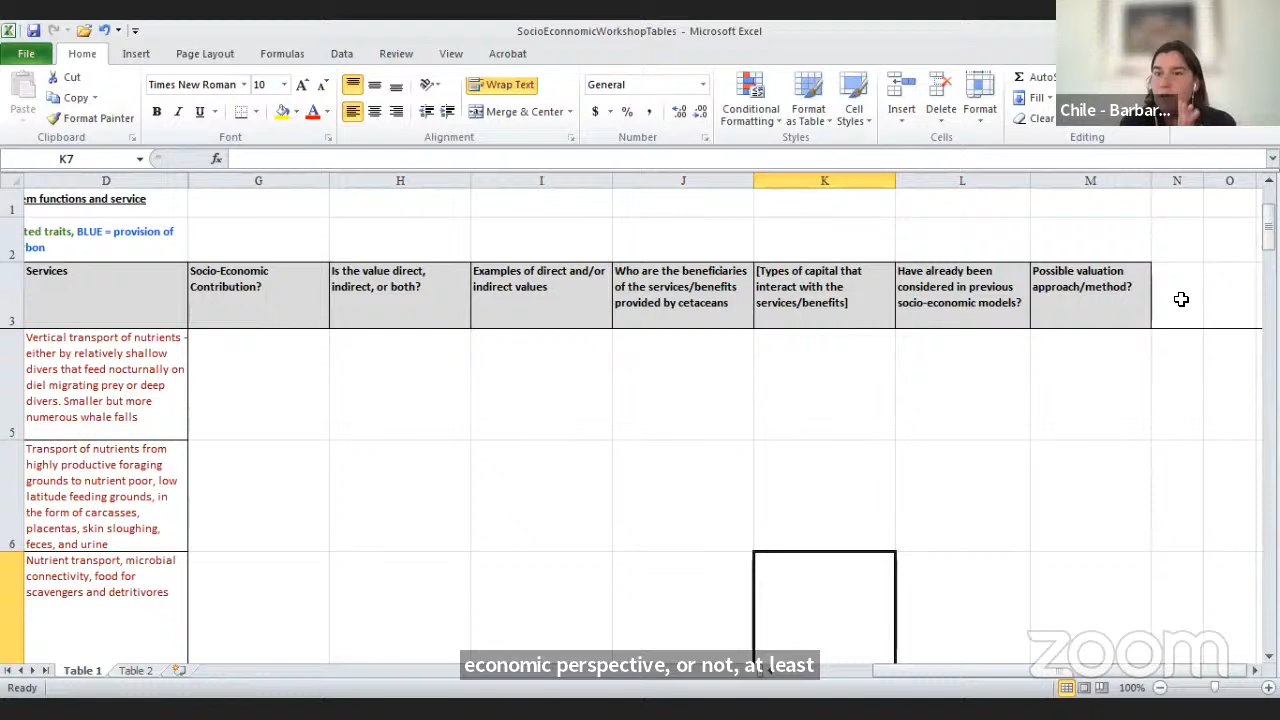 SocioEconnomicWorkshopTables - Microsoft Excel
File Home Insert Page Layout Formulas Data Review View Acrobat
Paste
Cut
Copy
Format Painter
Clipboard
Times New Roman 10
B I U
Font
Wrap Text
Merge & Center
Alignment
General
$ % ,
Number
Conditional Formatting
Format as Table
Cell Styles
Styles
Insert Delete Format
Cells
Fill
Clear
Editing
Chile - Barbar...
K7
fx
D G H I J K L M N O
1
functions and service
2
ted traits, BLUE = provision of
3
Services
Socio-Economic
Contribution?
Is the value direct,
indirect, or both?
Examples of direct and/or
indirect values
Who are the beneficiaries
of the services/benefits
provided by cetaceans
[Types of capital that
interact with the
services/benefits]
Have already been
considered in previous
socio-economic models?
Possible valuation
approach/method?
5
Vertical transport of nutrients -
either by relatively shallow
divers that feed nocturnally on
diel migrating prey or deep
divers. Smaller but more
numerous whale falls
6
Transport of nutrients from
highly productive foraging
grounds to nutrient poor, low
latitude feeding grounds, in
the form of carcasses,
placentas, skin sloughing,
feces, and urine
Nutrient transport, microbial
connectivity, food for
scavengers and detritivores
economic perspective, or not, at least
zoom
Table 1 Table 2
Ready
100%